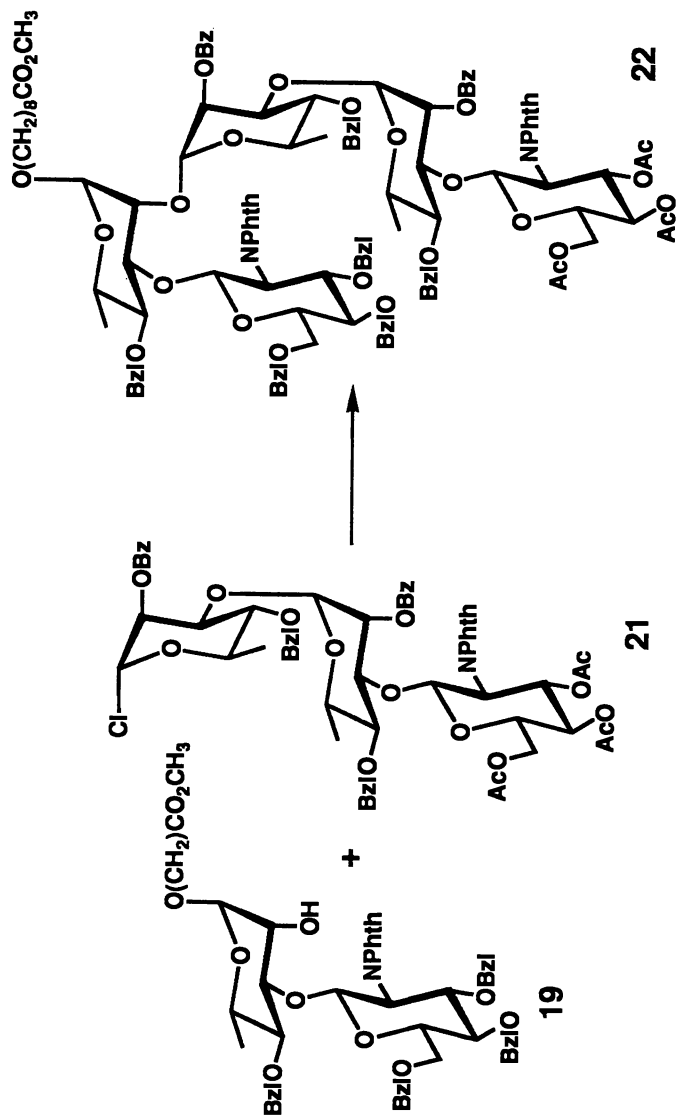 O(CH₂)CO₂CH₃
O
BzlO
O
OH
O
NPhth
BzlO
OBzl
BzlO
19
+
Cl
OBz
O
O
BzlO
O
BzlO
O
OBz
O
NPhth
AcO
OAc
AcO
21
O(CH₂)₈CO₂CH₃
O
BzlO
O
O
OBz
O
O
NPhth
BzlO
O
BzlO
OBzl
BzlO
O
BzlO
O
OBz
O
NPhth
AcO
OAc
AcO
22